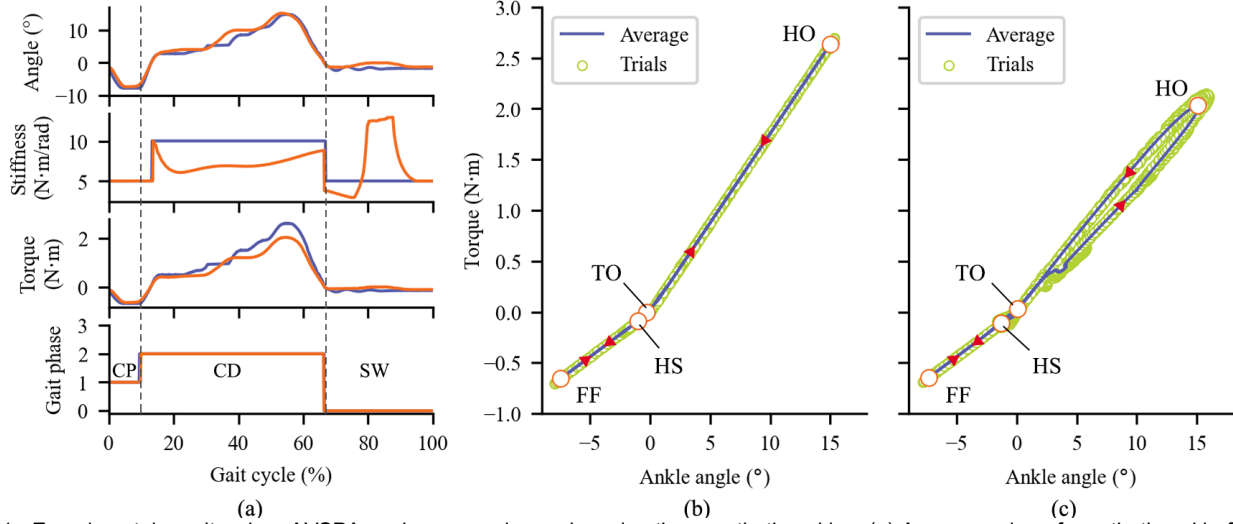 Angle (°)
10
0
−10
Stiffness
(N·m/rad)
10
5
Torque
(N·m)
2
0
Gait phase
3
2
1
0
CP
CD
SW
0 20 40 60 80 100
Gait cycle (%)
(a)
Torque (N·m)
3.0
2.5
2.0
1.5
1.0
0.5
0.0
−0.5
−1.0
Average
Trials
HO
TO
HS
FF
−5 0 5 10 15
Ankle angle (°)
(b)
Average
Trials
HO
TO
HS
FF
−5 0 5 10 15
Ankle angle (°)
(c)